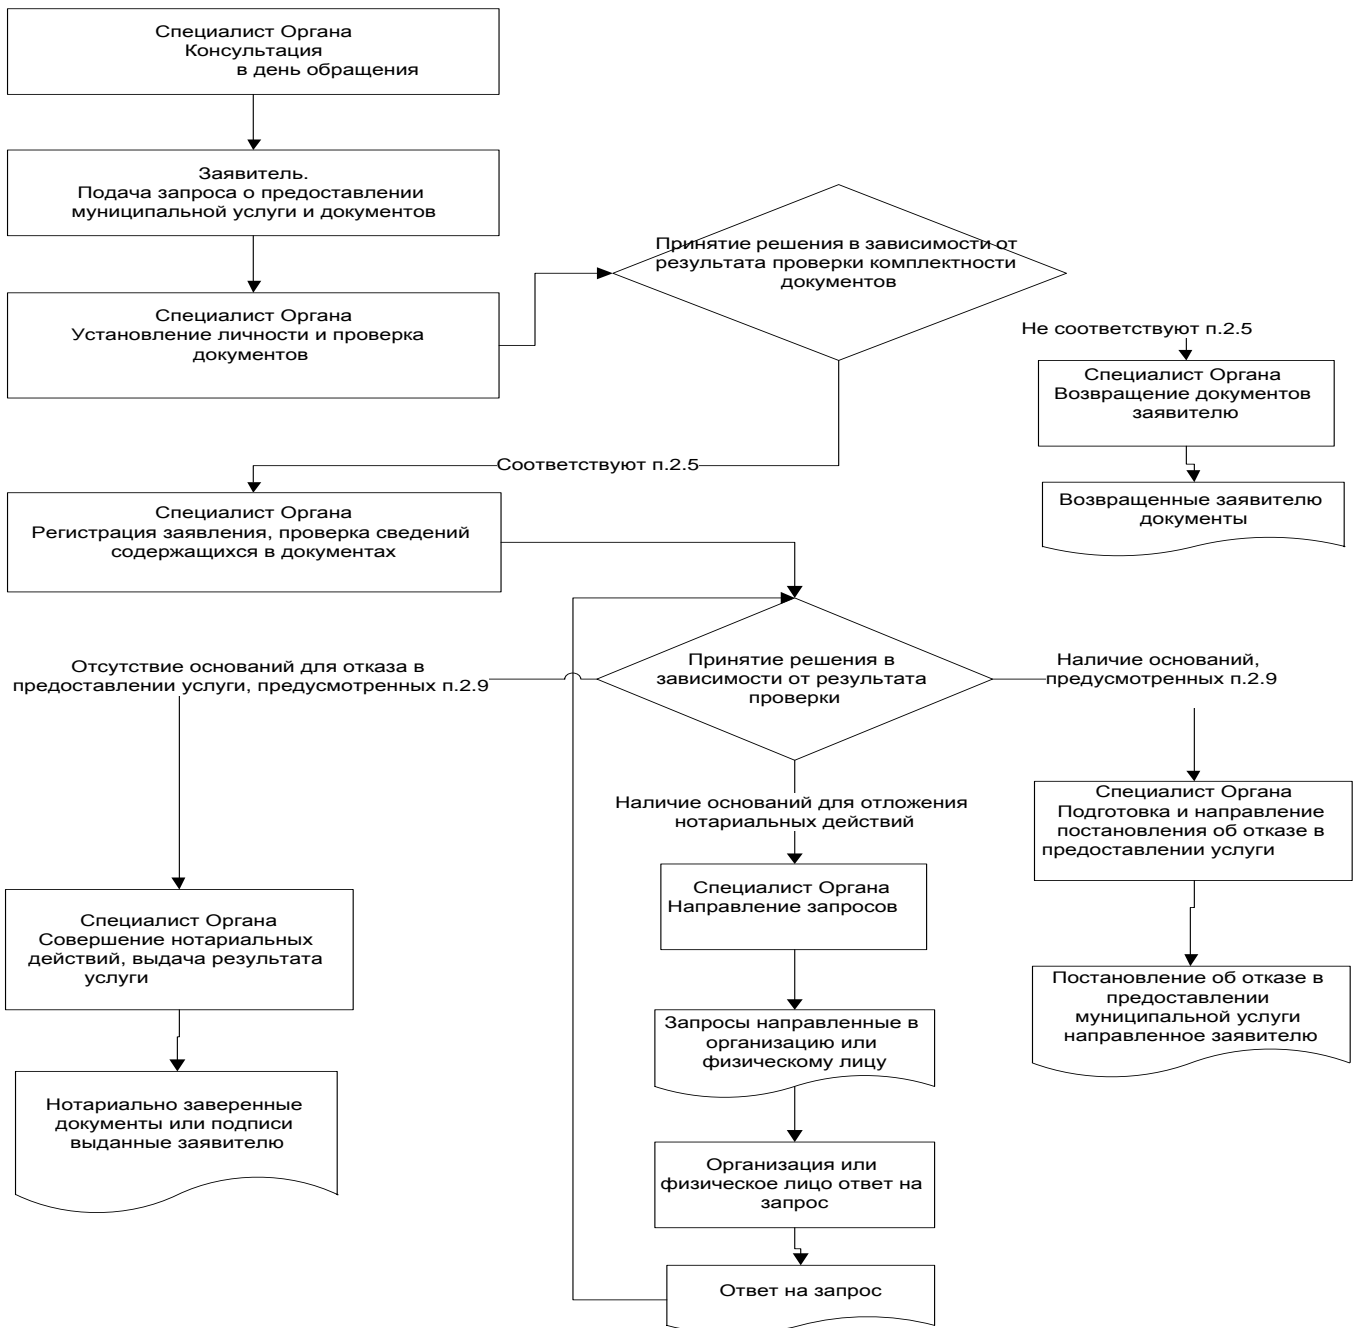 Специалист Органа
Консультация
в день обращения
Заявитель.
Подача запроса о предоставлении
муниципальной услуги и документов
Специалист Органа
Установление личности и проверка
документов
Принятие решения в зависимости от
результата проверки комплектности
документов
Не соответствуют п.2.5
Специалист Органа
Возвращение документов
заявителю
Возвращенные заявителю
документы
Соответствуют п.2.5
Специалист Органа
Регистрация заявления, проверка сведений
содержащихся в документах
Принятие решения в
зависимости от результата
проверки
Отсутствие оснований для отказа в
предоставлении услуги, предусмотренных п.2.9
Наличие оснований,
предусмотренных п.2.9
Наличие оснований для отложения
нотариальных действий
Специалист Органа
Подготовка и направление
постановления об отказе в
предоставлении услуги
Специалист Органа
Направление запросов
Специалист Органа
Совершение нотариальных
действий, выдача результата
услуги
Постановление об отказе в
предоставлении
муниципальной услуги
направленное заявителю
Запросы направленные в
организацию или
физическому лицу
Нотариально заверенные
документы или подписи
выданные заявителю
Организация или
физическое лицо ответ на
запрос
Ответ на запрос